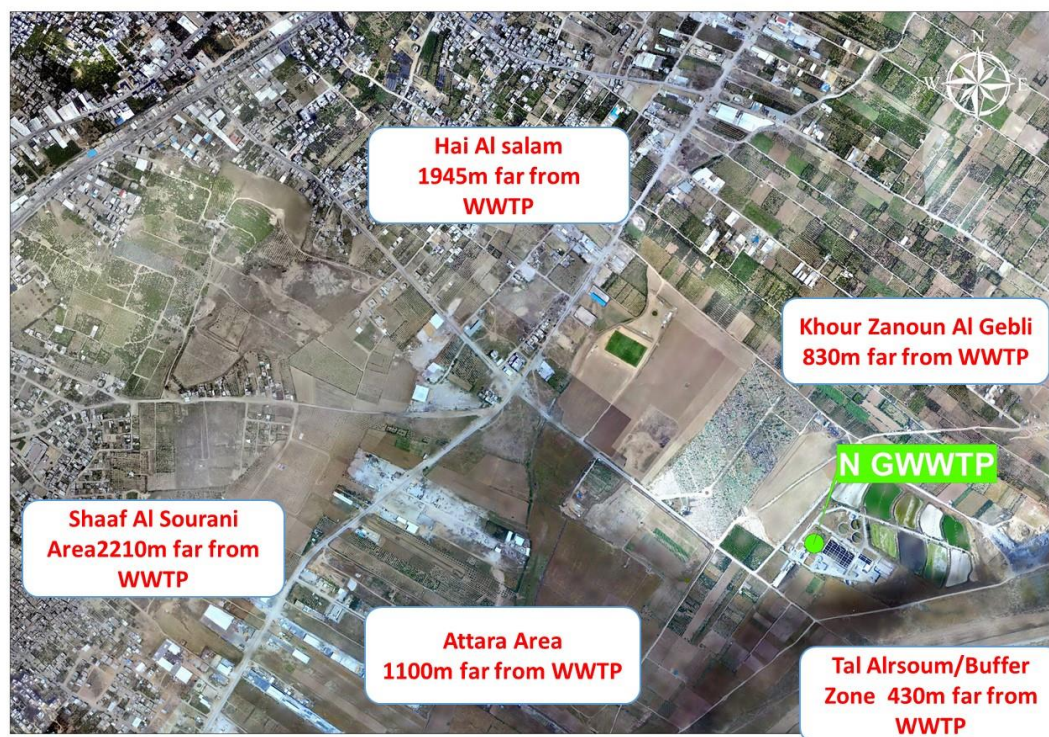 N
W
E
S
Hai Al salam
1945m far from
WWTP
Khour Zanoun Al Gebli
830m far from WWTP
N GWWTP
Shaaf Al Sourani
Area2210m far from
WWTP
Attara Area
1100m far from WWTP
Tal Alrsoum/Buffer
Zone 430m far from
WWTP